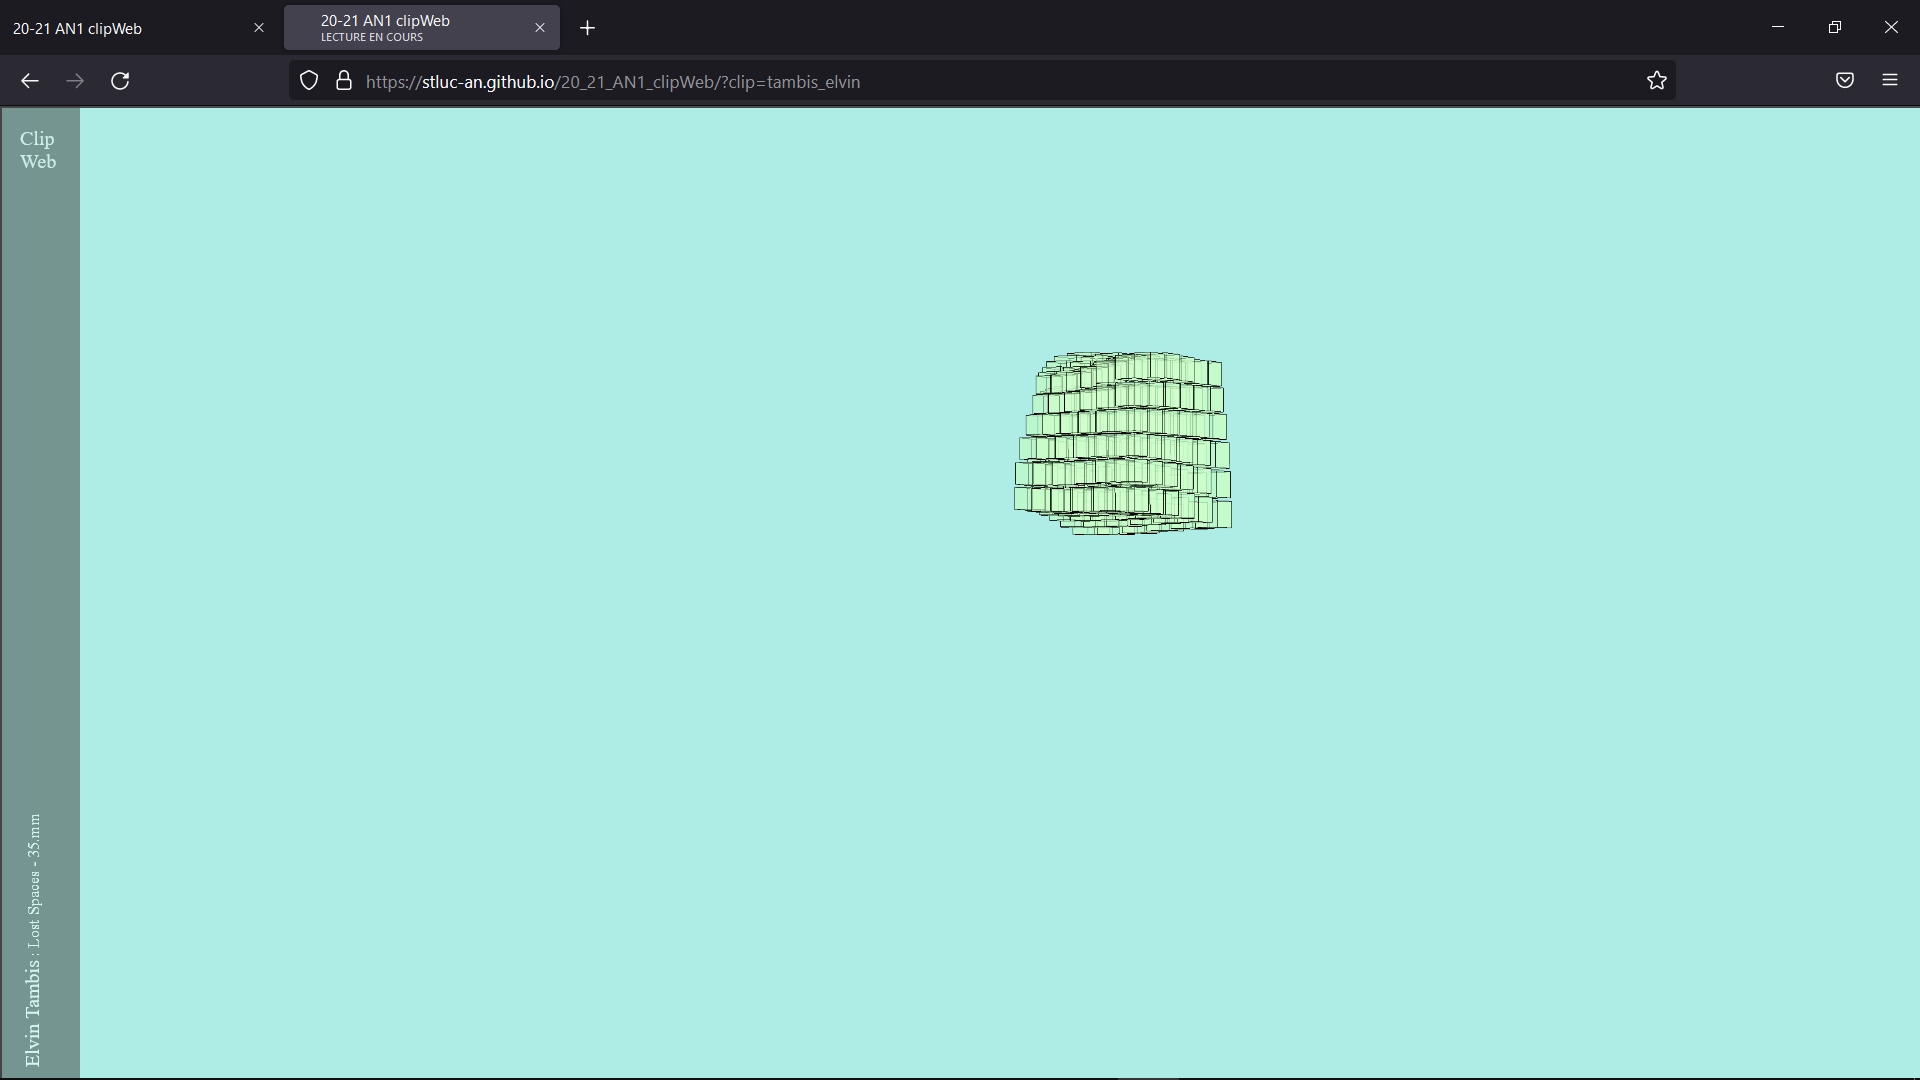 20-21 AN1 clipWeb
20-21 AN1 clipWeb
LECTURE EN COURS
https://stluc-an.github.io/20_21_AN1_clipWeb/?clip=tambis_elvin
Clip
Web
Elvin Tambis : Lost Spaces - 35.mm